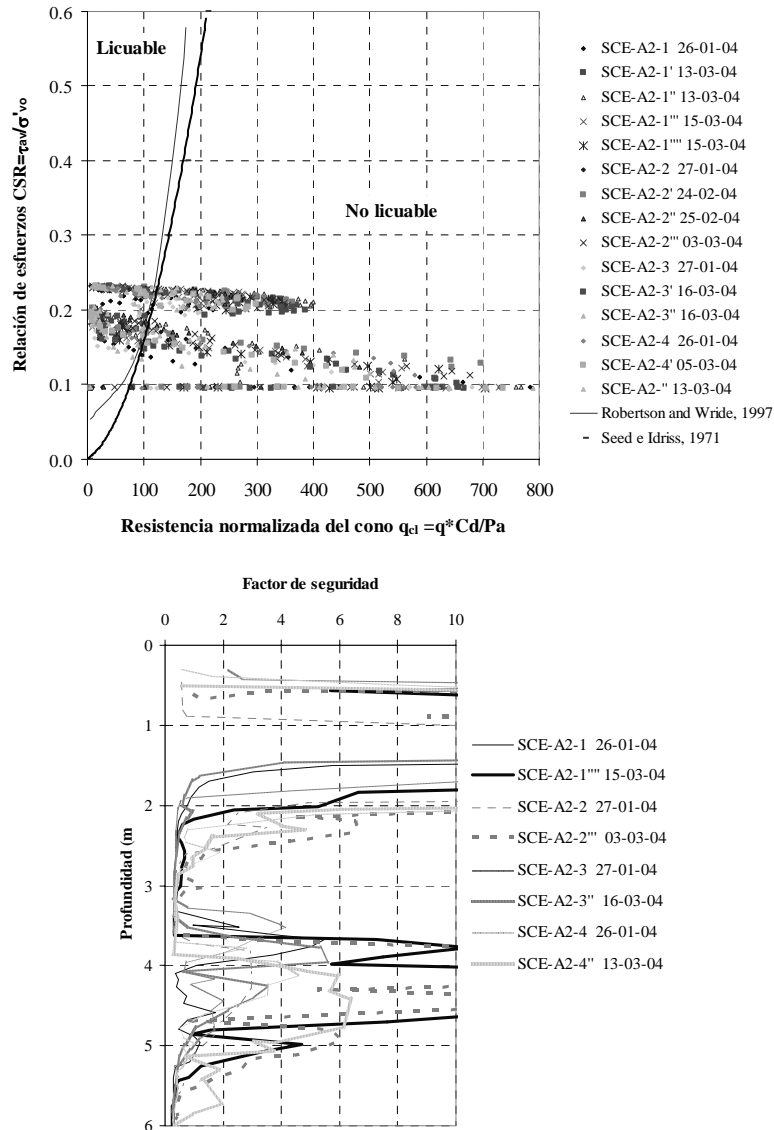 0.6
0.5
0.4
0.3
0.2
0.1
0.0
Relación de esfuerzos CSR=τav/σ'vo
Licuable
No licuable
0 100 200 300 400 500 600 700 800
Resistencia normalizada del cono qcl =q*Cd/Pa
SCE-A2-1 26-01-04
SCE-A2-1' 13-03-04
SCE-A2-1'' 13-03-04
SCE-A2-1''' 15-03-04
SCE-A2-1'''' 15-03-04
SCE-A2-2 27-01-04
SCE-A2-2' 24-02-04
SCE-A2-2'' 25-02-04
SCE-A2-2''' 03-03-04
SCE-A2-3 27-01-04
SCE-A2-3' 16-03-04
SCE-A2-3'' 16-03-04
SCE-A2-4 26-01-04
SCE-A2-4' 05-03-04
SCE-A2-'' 13-03-04
Robertson and Wride, 1997
Seed e Idriss, 1971
Factor de seguridad
0 2 4 6 8 10
0
1
2
3
4
5
6
Profundidad (m
SCE-A2-1 26-01-04
SCE-A2-1'''' 15-03-04
SCE-A2-2 27-01-04
SCE-A2-2''' 03-03-04
SCE-A2-3 27-01-04
SCE-A2-3'' 16-03-04
SCE-A2-4 26-01-04
SCE-A2-4'' 13-03-04